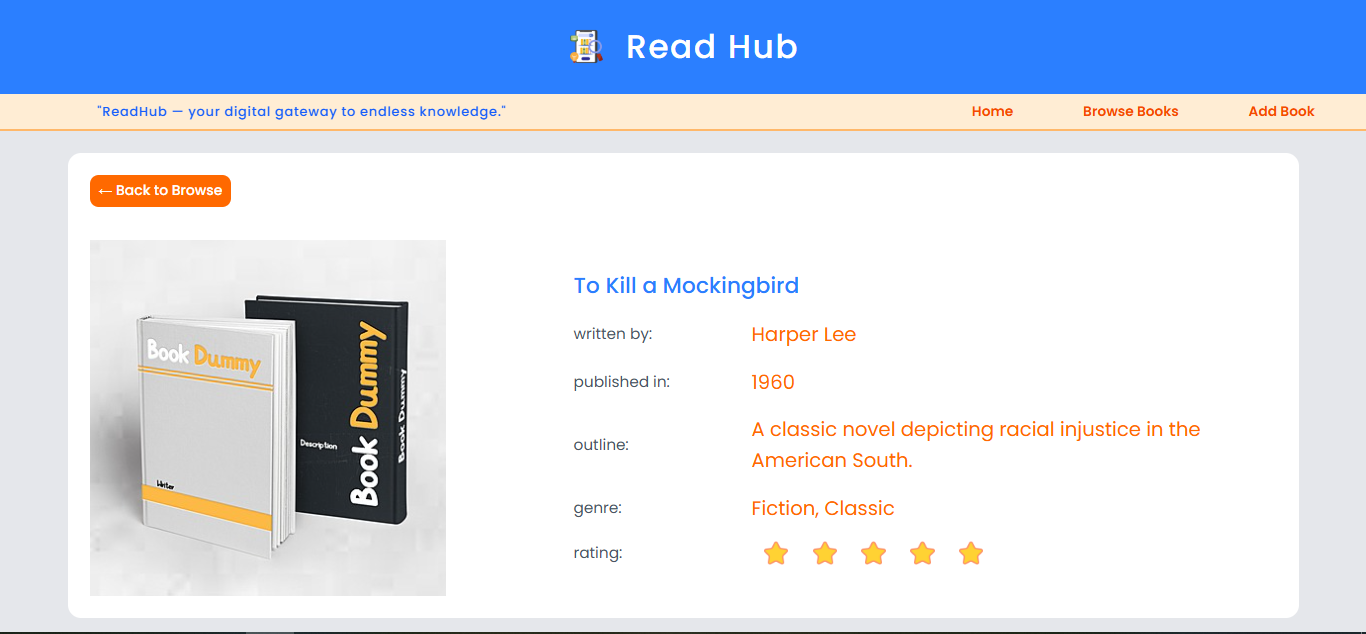 Read Hub
"ReadHub — your digital gateway to endless knowledge."
Home
Browse Books
Add Book
← Back to Browse
Book Dummy
Writer
Description
Book Dummy
Book Dummy
To Kill a Mockingbird
written by:
Harper Lee
published in:
1960
outline:
A classic novel depicting racial injustice in the
American South.
genre:
Fiction, Classic
rating: